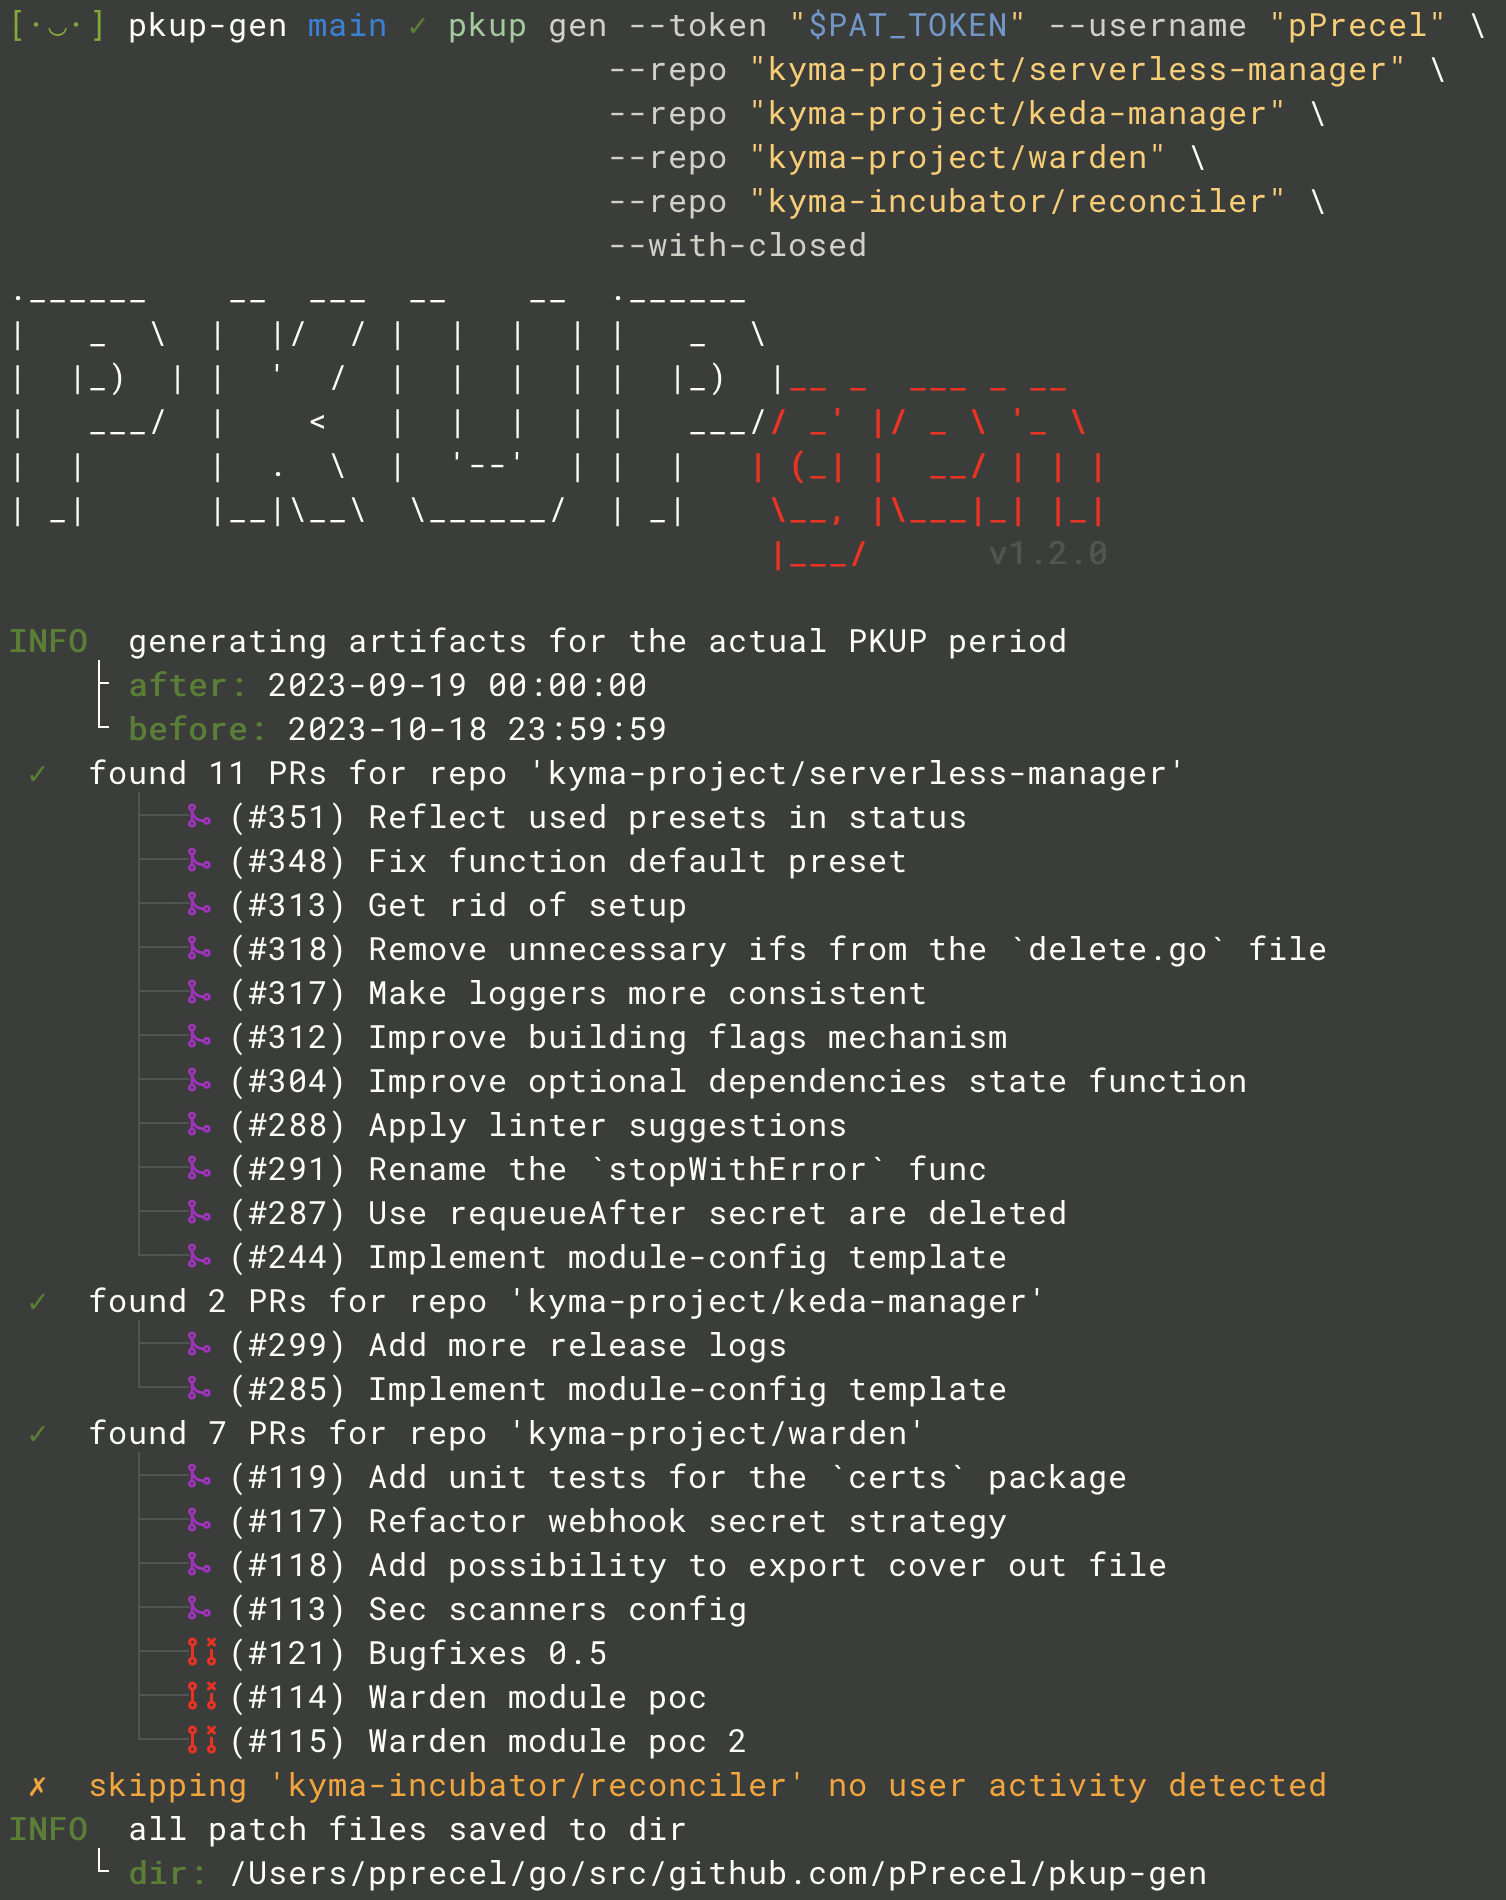 [·◡·] pkup-gen main ✓ pkup gen --token "$PAT_TOKEN" --username "pPrecel" \
--repo "kyma-project/serverless-manager" \
--repo "kyma-project/keda-manager" \
--repo "kyma-project/warden" \
--repo "kyma-incubator/reconciler" \
--with-closed
PKUP gen
v1.2.0
INFO generating artifacts for the actual PKUP period
├ after: 2023-09-19 00:00:00
└ before: 2023-10-18 23:59:59
✓ found 11 PRs for repo 'kyma-project/serverless-manager'
(#351) Reflect used presets in status
(#348) Fix function default preset
(#313) Get rid of setup
(#318) Remove unnecessary ifs from the `delete.go` file
(#317) Make loggers more consistent
(#312) Improve building flags mechanism
(#304) Improve optional dependencies state function
(#288) Apply linter suggestions
(#291) Rename the `stopWithError` func
(#287) Use requeueAfter secret are deleted
(#244) Implement module-config template
✓ found 2 PRs for repo 'kyma-project/keda-manager'
(#299) Add more release logs
(#285) Implement module-config template
✓ found 7 PRs for repo 'kyma-project/warden'
(#119) Add unit tests for the `certs` package
(#117) Refactor webhook secret strategy
(#118) Add possibility to export cover out file
(#113) Sec scanners config
(#121) Bugfixes 0.5
(#114) Warden module poc
(#115) Warden module poc 2
✗ skipping 'kyma-incubator/reconciler' no user activity detected
INFO all patch files saved to dir
└ dir: /Users/pprecel/go/src/github.com/pPrecel/pkup-gen